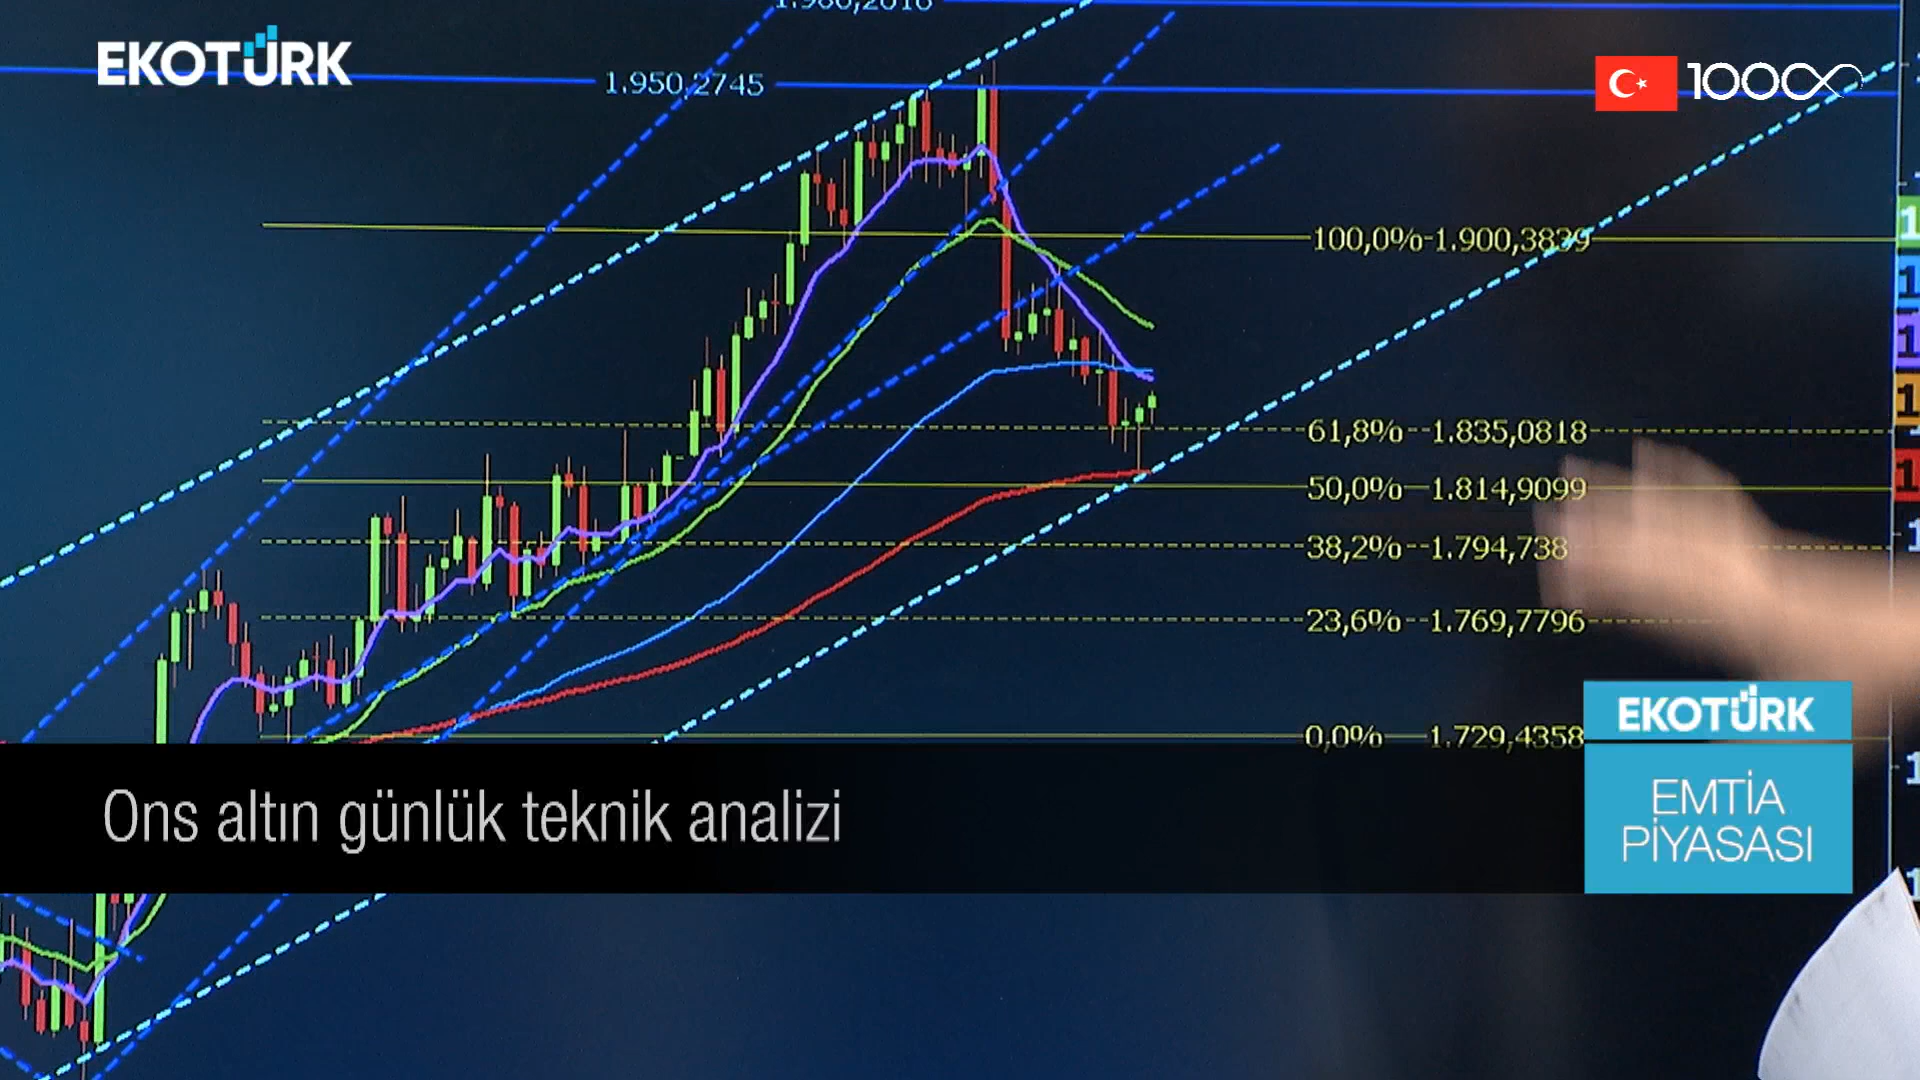 EKOTÜRK
1.950,2745
100∞
100,0% 1.900,3839
61,8% 1.835,0818
50,0% 1.814,9099
38,2% 1.794,738
23,6% 1.769,7796
0,0% 1.729,4358
EKOTÜRK
EMTİA
PİYASASI
Ons altın günlük teknik analizi